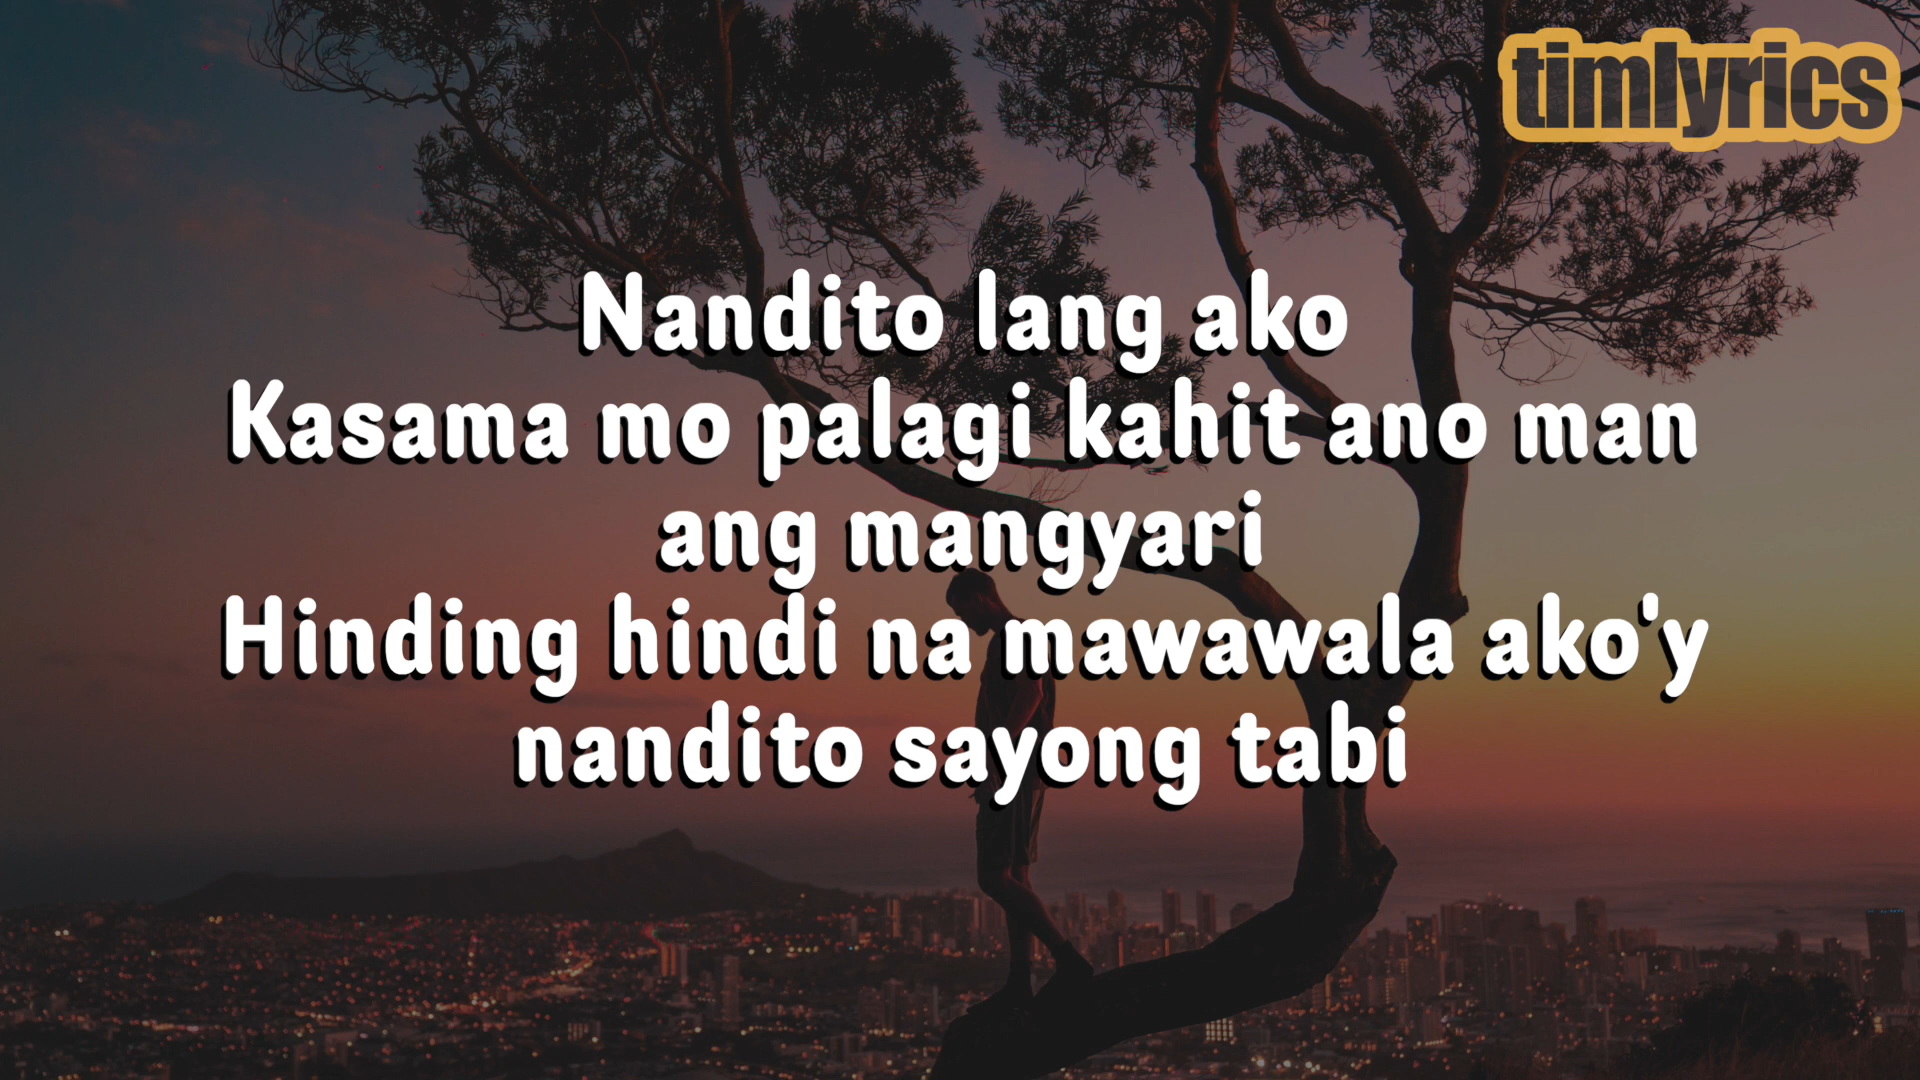 timlyrics
Nandito lang ako
Kasama mo palagi kahit ano man
ang mangyari
Hinding hindi na mawawala ako'y
nandito sayong tabi